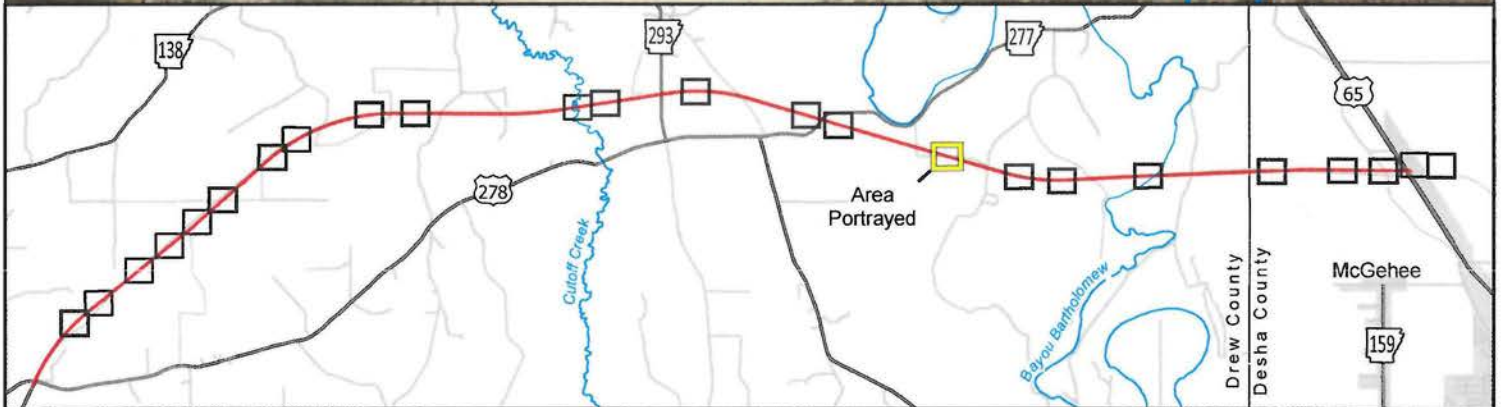 138
293
277
65
278
Area
Portrayed
Cutoff Creek
Bayou Bartholomew
Drew County
Desha County
McGehee
159